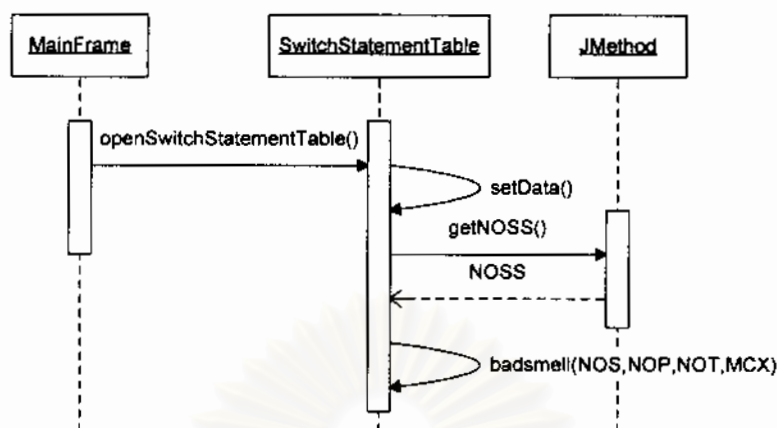 MainFrame
SwitchStatementTable
JMethod
openSwitchStatementTable()
setData()
getNOSS()
NOSS
badsmell(NOS,NOP,NOT,MCX)